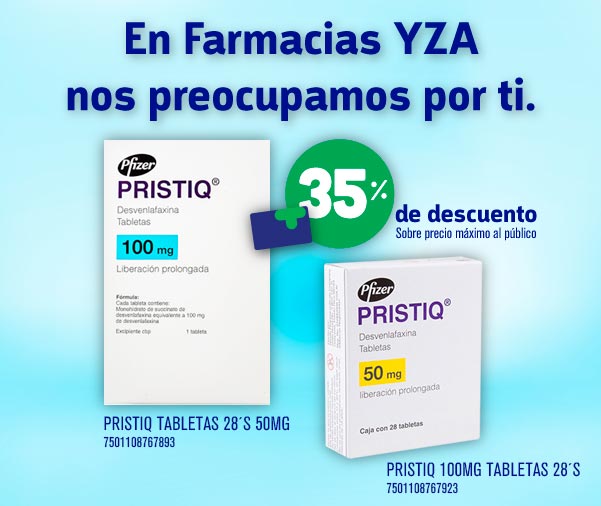 En Farmacias YZA
nos preocupamos por ti.
Pfizer
PRISTIQ®
Desvenlafaxina
Tabletas
100 mg
Liberación prolongada
Fórmula:
Cada tableta contiene:
Monohidrato de succinato de
desvenlafaxina equivalente a 100 mg
de desvenlafaxina
Excipiente cbp 1 tableta
35%
de descuento
Sobre precio máximo al público
Pfizer
PRISTIQ®
Desvenlafaxina
Tabletas
50 mg
liberación prolongada
Caja con 28 tabletas
PRISTIQ TABLETAS 28´S 50MG
7501108767893
PRISTIQ 100MG TABLETAS 28´S
7501108767923